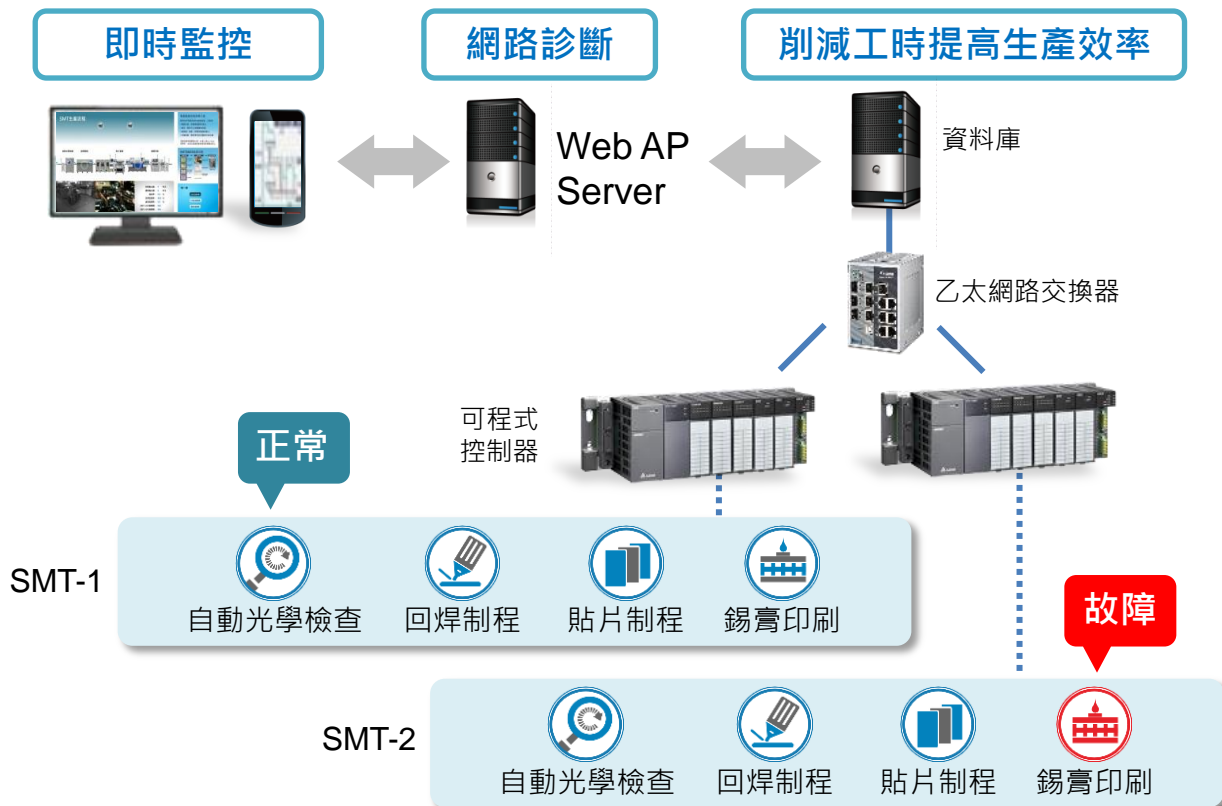 即時監控
網路診斷
削減工時提高生產效率
Web AP
Server
資料庫
乙太網路交換器
可程式
控制器
正常
SMT-1
自動光學檢查
回焊制程
貼片制程
錫膏印刷
故障
SMT-2
自動光學檢查
回焊制程
貼片制程
錫膏印刷